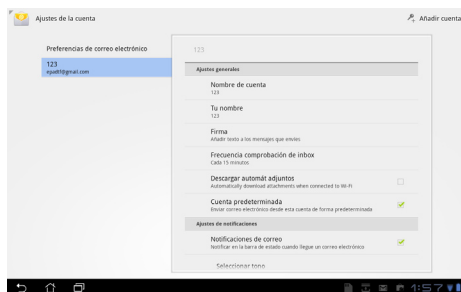 Ajustes de la cuenta
Añadir cuenta
Preferencias de correo electrónico
123
123
Ajustes generales
Nombre de cuenta
123
Tu nombre
123
Firma
Añadir texto a los mensajes que envíes
Frecuencia comprobación de inbox
Cada 15 minutos
Descargar automát adjuntos
Automatically download attachments when connected to Wi-Fi
Cuenta predeterminada
Enviar correo electrónico desde esta cuenta de forma predeterminada
Ajustes de notificaciones
Notificaciones de correo
Notificar en la barra de estado cuando llegue un correo electrónico
Seleccionar tono
1:57